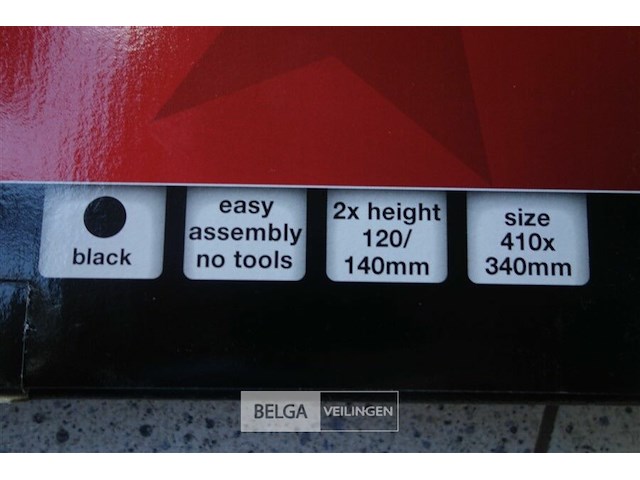 black
easy
assembly
no tools
2x height
120/
140mm
size
410x
340mm
BELGA VEILINGEN